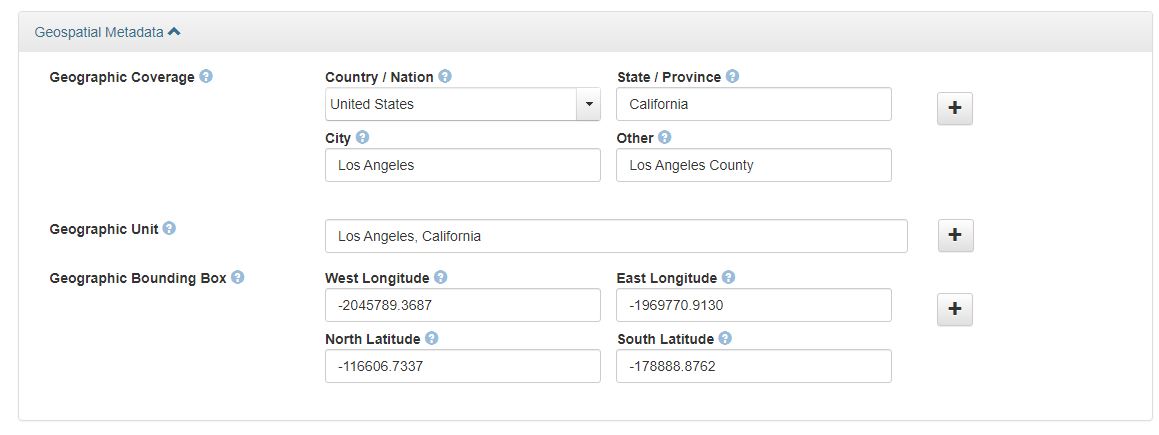 Geospatial Metadata
Geographic Coverage
Country / Nation
State / Province
United States
California
City
Other
Los Angeles
Los Angeles County
Geographic Unit
Los Angeles, California
Geographic Bounding Box
West Longitude
East Longitude
-2045789.3687
-1969770.9130
North Latitude
South Latitude
-116606.7337
-178888.8762